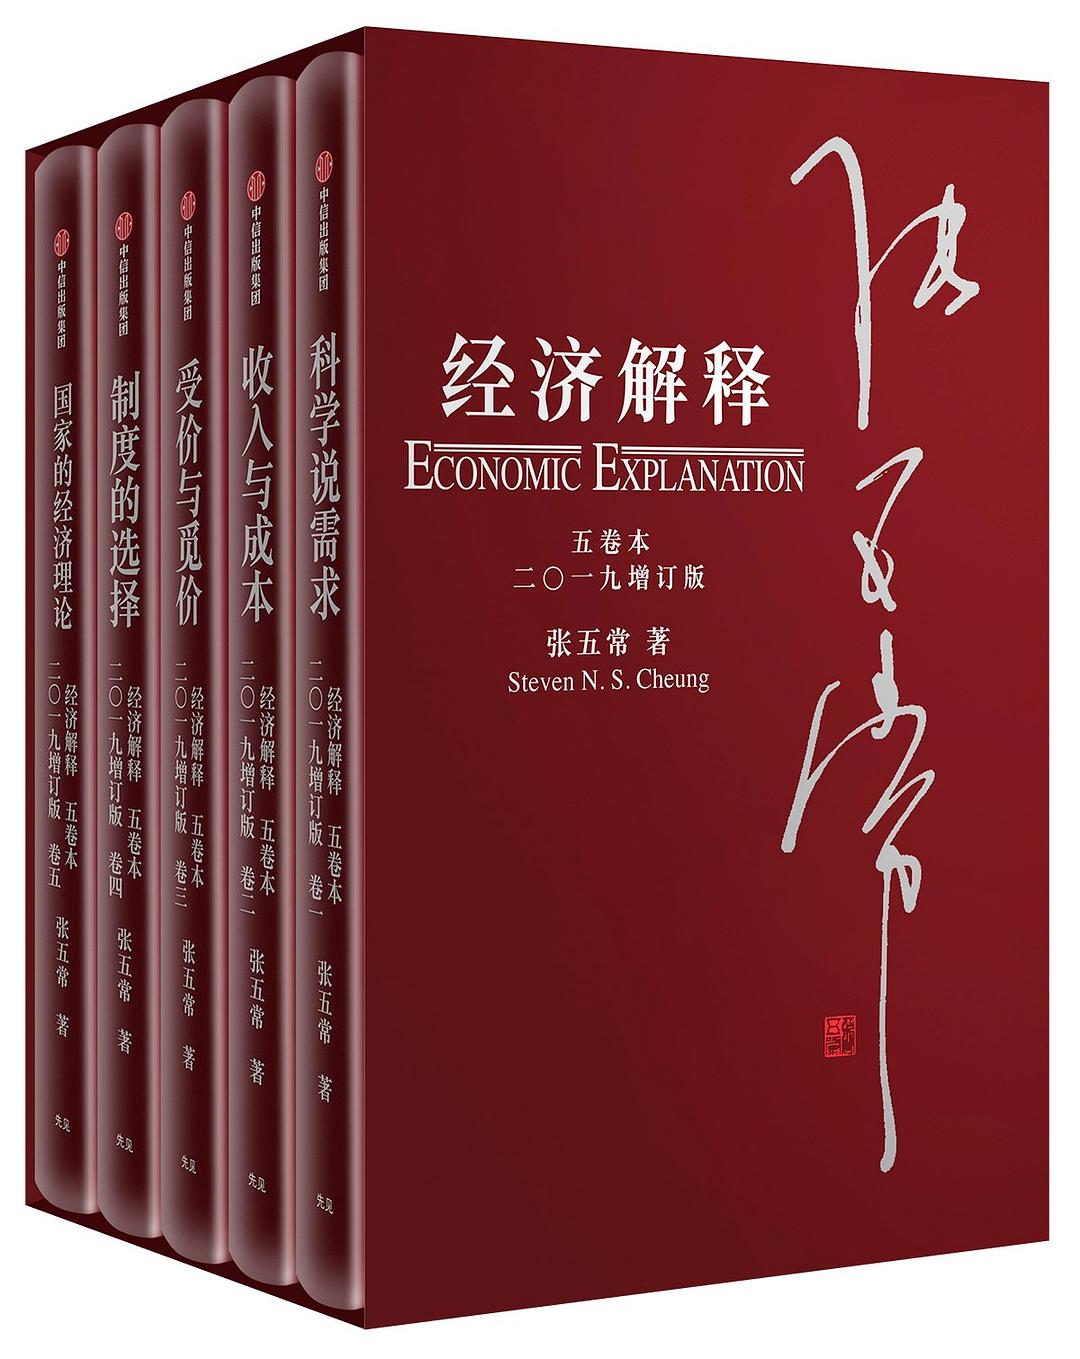 经济解释
ECONOMIC EXPLANATION
五卷本
二〇一九增订版
张五常 著
Steven N. S. Cheung
张五常
中信出版集团
科学说需求
经济解释 五卷本
二〇一九增订版 卷一
张五常 著
先见
中信出版集团
收入与成本
经济解释 五卷本
二〇一九增订版 卷二
张五常 著
先见
中信出版集团
受价与觅价
经济解释 五卷本
二〇一九增订版 卷三
张五常 著
先见
中信出版集团
制度的选择
经济解释 五卷本
二〇一九增订版 卷四
张五常 著
先见
中信出版集团
国家的经济理论
经济解释 五卷本
二〇一九增订版 卷五
张五常 著
先见